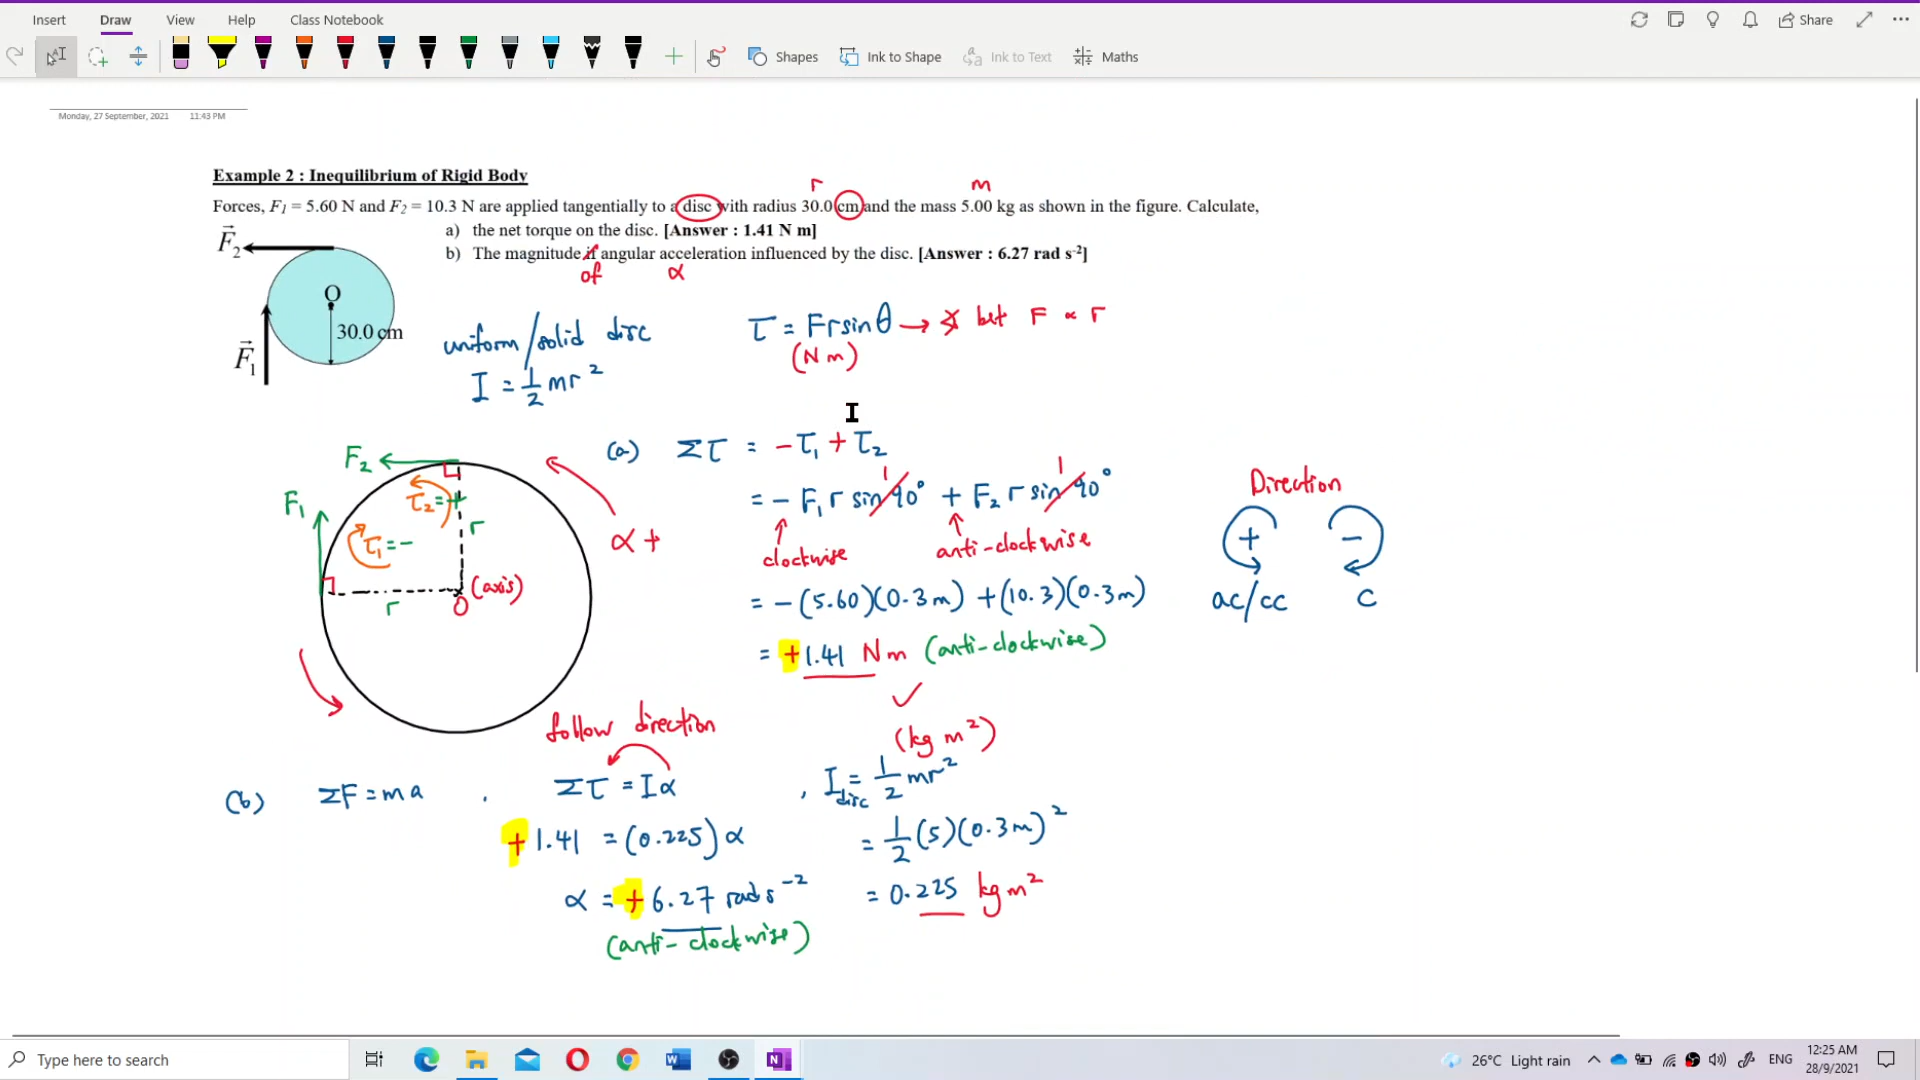 Insert Draw View Help Class Notebook Share
Shapes Ink to Shape Ink to Text Maths
Monday, 27 September, 2021 11:43 PM
Example 2 : Inequilibrium of Rigid Body
r m
Forces, F1 = 5.60 N and F2 = 10.3 N are applied tangentially to a disc with radius 30.0 cm and the mass 5.00 kg as shown in the figure. Calculate,
a) the net torque on the disc. [Answer : 1.41 N m]
b) The magnitude if angular acceleration influenced by the disc. [Answer : 6.27 rad s-2]
of α
F2
O
30.0 cm
F1
uniform/solid disc
I = 1/2 mr²
τ = Fr sin θ → ∡ bet F & r
(N m)
F2
F1
τ2 = +
τ1 = -
r
r
O (axis)
α +
(a) Στ = - τ1 + τ2
1 1
= - F1 r sin 90° + F2 r sin 90°
clockwise anti-clockwise
= - (5.60)(0.3m) + (10.3)(0.3m)
= + 1.41 Nm (anti-clockwise)
Direction
+ -
ac/cc c
follow direction
(kg m²)
(b) ΣF = ma , Στ = Iα , Idisc = 1/2 mr²
+ 1.41 = (0.225) α
= 1/2 (5)(0.3m)²
α = + 6.27 rad s⁻²
= 0.225 kg m²
(anti-clockwise)
Type here to search
26°C Light rain ENG 12:25 AM
28/9/2021